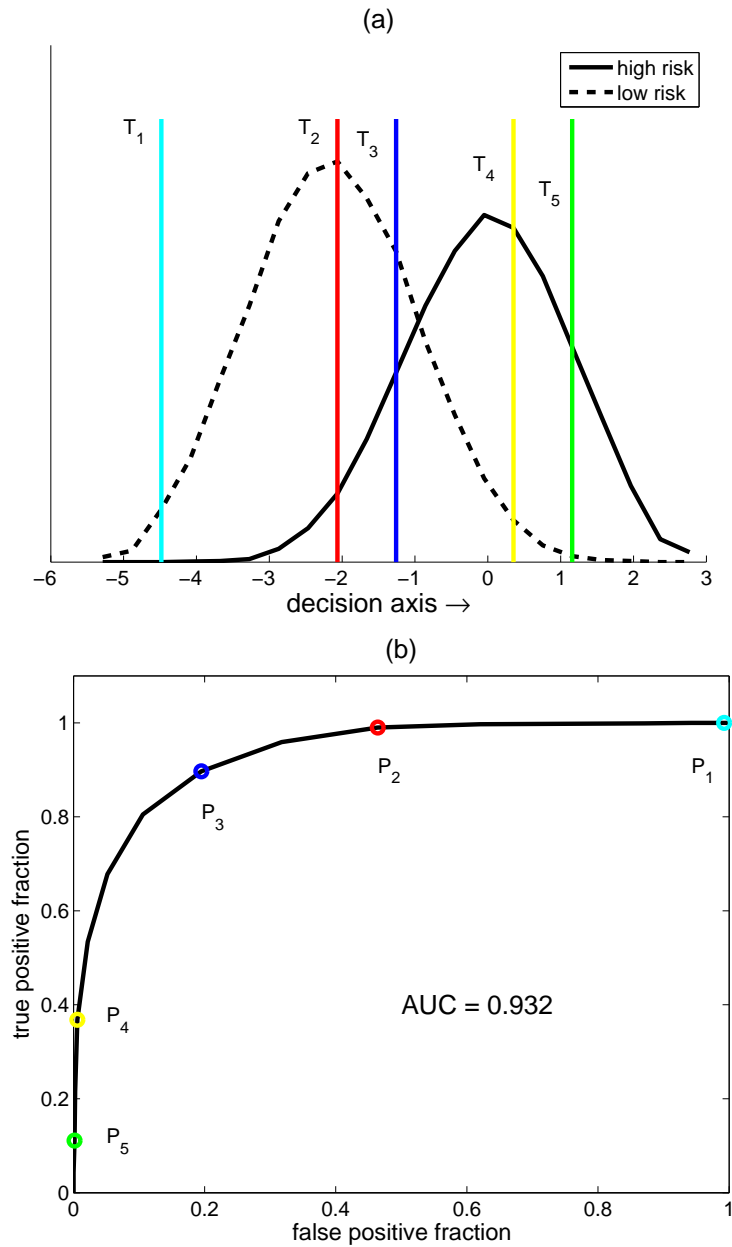 (a)
high risk
low risk
T1
T2
T3
T4
T5
−6 −5 −4 −3 −2 −1 0 1 2 3
decision axis →
(b)
1
0.8
0.6
0.4
0.2
0
true positive fraction
P1
P2
P3
P4
P5
AUC = 0.932
0 0.2 0.4 0.6 0.8 1
false positive fraction